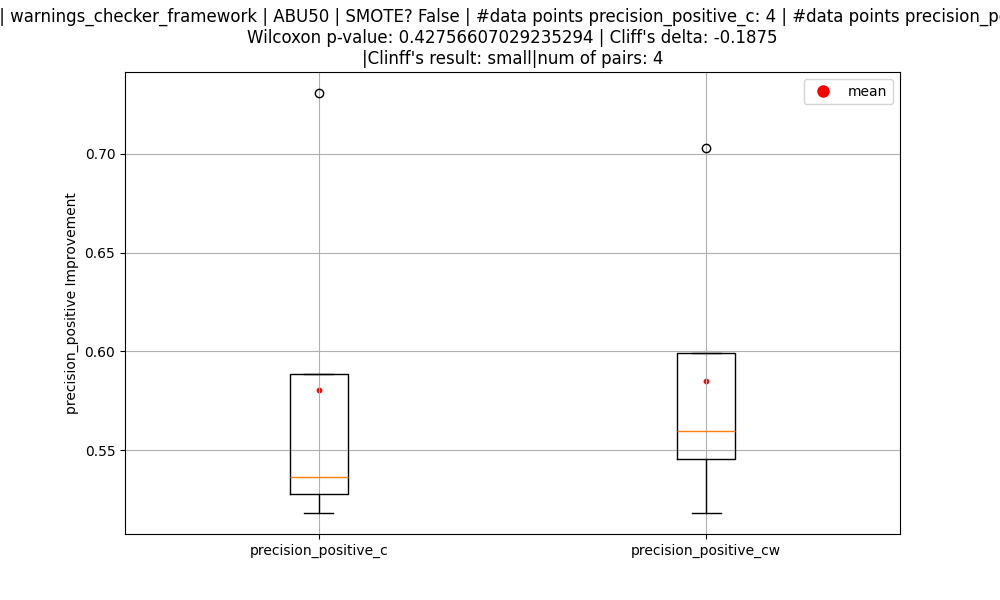 | warnings_checker_framework | ABU50 | SMOTE? False | #data points precision_positive_c: 4 | #data points
Wilcoxon p-value: 0.42756607029235294 | Cliff's delta: -0.1875
|Clinff's result: small|num of pairs: 4
mean
0.70
0.65
0.60
0.55
precision_positive Improvement
precision_positive_c
precision_positive_cw